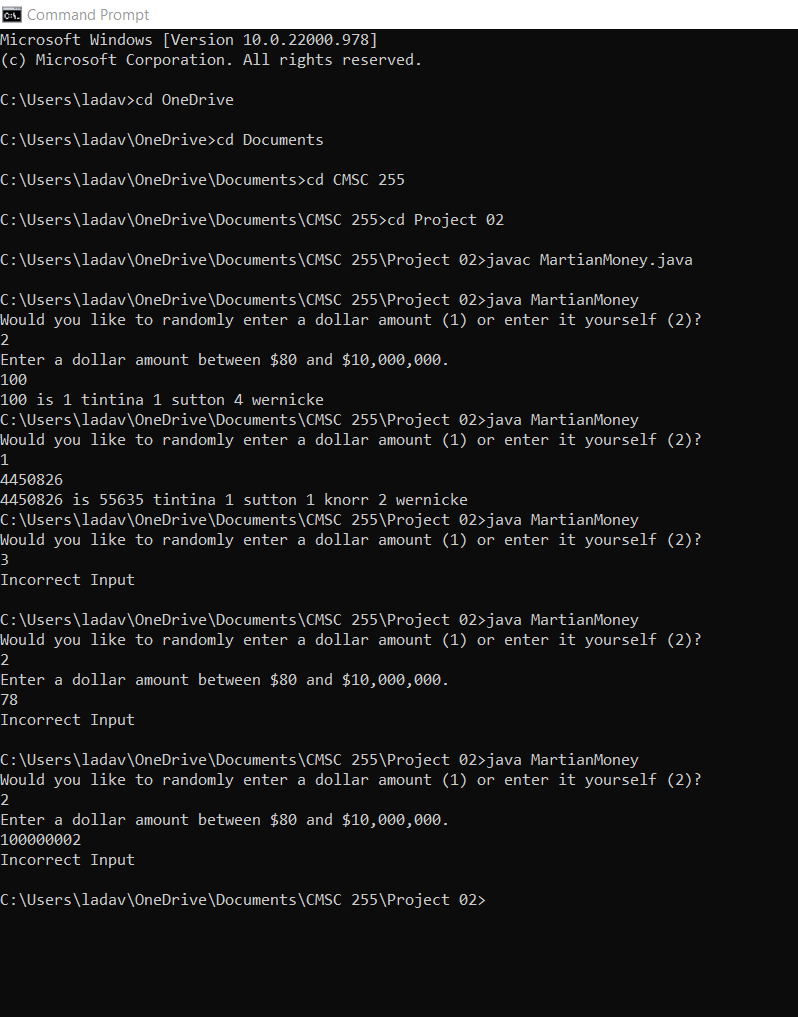 Command Prompt
Microsoft Windows [Version 10.0.22000.978]
(c) Microsoft Corporation. All rights reserved.
C:\Users\ladav>cd OneDrive
C:\Users\ladav\OneDrive>cd Documents
C:\Users\ladav\OneDrive\Documents>cd CMSC 255
C:\Users\ladav\OneDrive\Documents\CMSC 255>cd Project 02
C:\Users\ladav\OneDrive\Documents\CMSC 255\Project 02>javac MartianMoney.java
C:\Users\ladav\OneDrive\Documents\CMSC 255\Project 02>java MartianMoney
Would you like to randomly enter a dollar amount (1) or enter it yourself (2)?
2
Enter a dollar amount between $80 and $10,000,000.
100
100 is 1 tintina 1 sutton 4 wernicke
C:\Users\ladav\OneDrive\Documents\CMSC 255\Project 02>java MartianMoney
Would you like to randomly enter a dollar amount (1) or enter it yourself (2)?
1
4450826
4450826 is 55635 tintina 1 sutton 1 knorr 2 wernicke
C:\Users\ladav\OneDrive\Documents\CMSC 255\Project 02>java MartianMoney
Would you like to randomly enter a dollar amount (1) or enter it yourself (2)?
3
Incorrect Input
C:\Users\ladav\OneDrive\Documents\CMSC 255\Project 02>java MartianMoney
Would you like to randomly enter a dollar amount (1) or enter it yourself (2)?
2
Enter a dollar amount between $80 and $10,000,000.
78
Incorrect Input
C:\Users\ladav\OneDrive\Documents\CMSC 255\Project 02>java MartianMoney
Would you like to randomly enter a dollar amount (1) or enter it yourself (2)?
2
Enter a dollar amount between $80 and $10,000,000.
100000002
Incorrect Input
C:\Users\ladav\OneDrive\Documents\CMSC 255\Project 02>